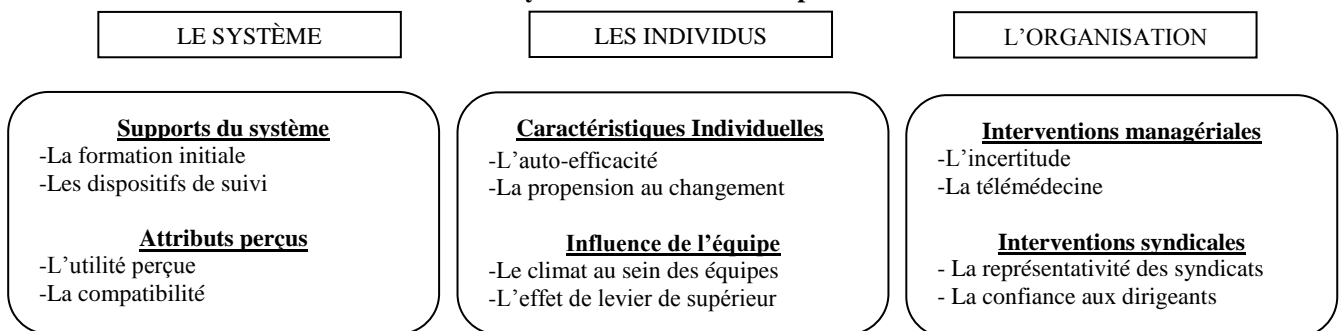 LE SYSTÈME
LES INDIVIDUS
L'ORGANISATION
Supports du système
-La formation initiale
-Les dispositifs de suivi
Attributs perçus
-L'utilité perçue
-La compatibilité
Caractéristiques Individuelles
-L'auto-efficacité
-La propension au changement
Influence de l'équipe
-Le climat au sein des équipes
-L'effet de levier de supérieur
Interventions managériales
-L'incertitude
-La télémédecine
Interventions syndicales
- La représentativité des syndicats
- La confiance aux dirigeants